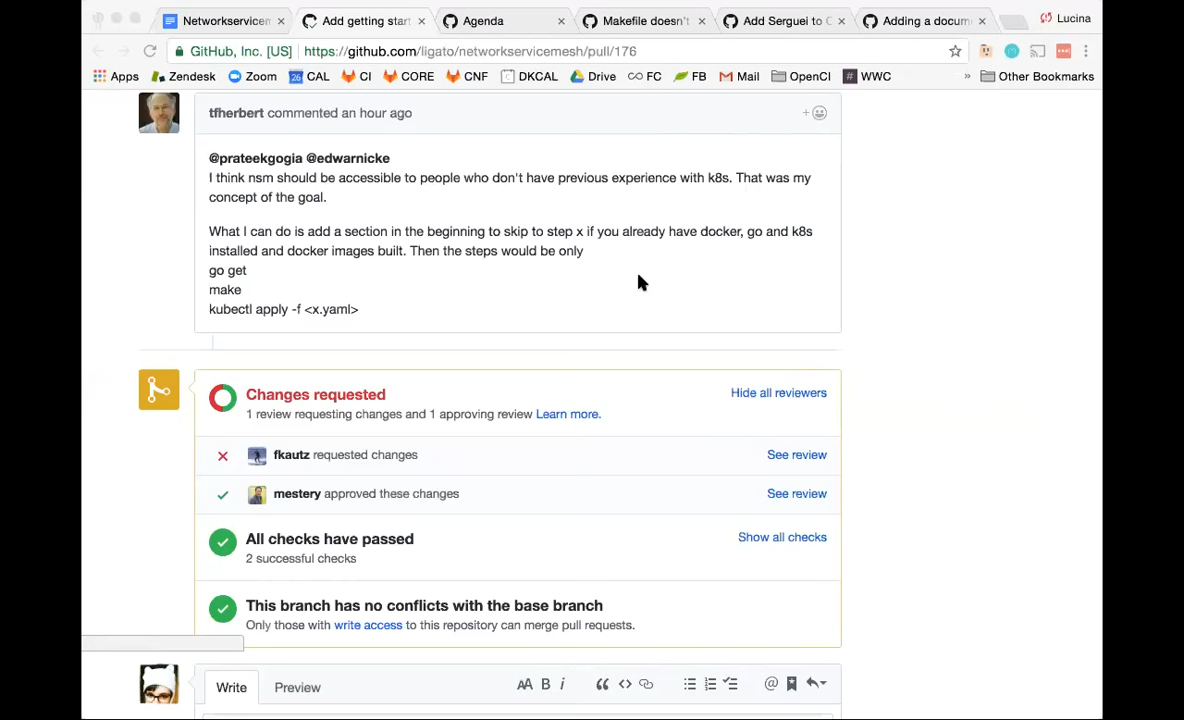 Networkservicem
Add getting star
Agenda
Makefile doesn't
Add Serguei to C
Adding a docum
Lucina
GitHub, Inc. [US] https://github.com/ligato/networkservicemesh/pull/176
Apps Zendesk Zoom CAL CI CORE CNF DKCAL Drive FC FB Mail OpenCI WWC » Other Bookmarks
tfherbert commented an hour ago
@prateekgogia @edwarnicke
I think nsm should be accessible to people who don't have previous experience with k8s. That was my
concept of the goal.
What I can do is add a section in the beginning to skip to step x if you already have docker, go and k8s
installed and docker images built. Then the steps would be only
go get
make
kubectl apply -f <x.yaml>
Changes requested
Hide all reviewers
1 review requesting changes and 1 approving review Learn more.
fkautz requested changes
See review
mestery approved these changes
See review
All checks have passed
Show all checks
2 successful checks
This branch has no conflicts with the base branch
Only those with write access to this repository can merge pull requests.
Write
Preview
AA B i